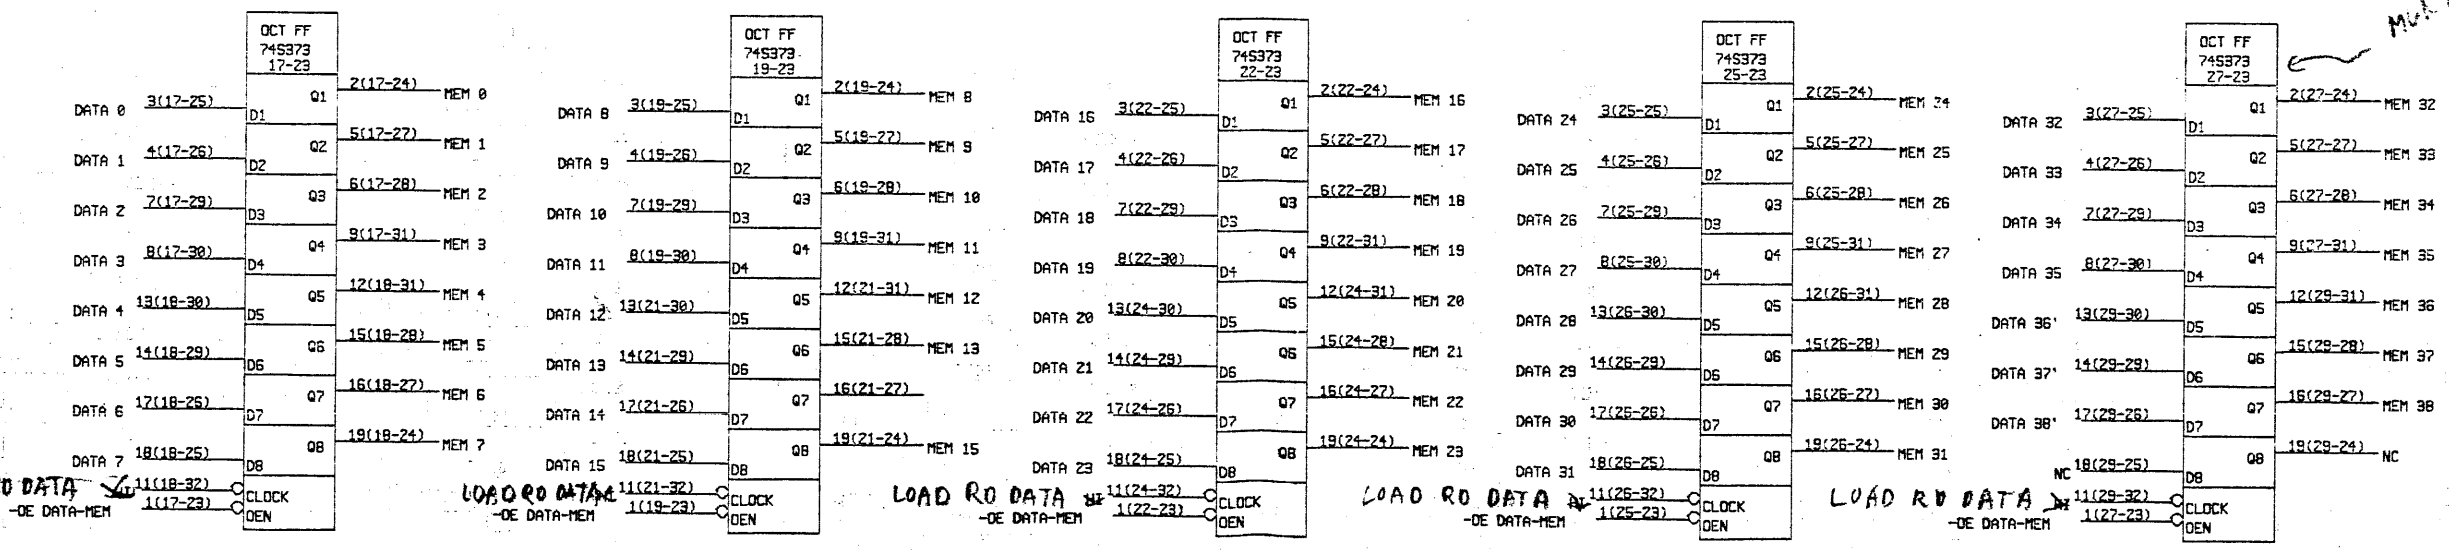 OCT FF
74S373
17-23
DATA 0 3(17-25) D1 Q1 2(17-24) MEM 0
DATA 1 4(17-26) D2 Q2 5(17-27) MEM 1
DATA 2 7(17-29) D3 Q3 6(17-28) MEM 2
DATA 3 8(17-30) D4 Q4 9(17-31) MEM 3
DATA 4 13(18-30) D5 Q5 12(18-31) MEM 4
DATA 5 14(18-29) D6 Q6 15(18-28) MEM 5
DATA 6 17(18-26) D7 Q7 16(18-27) MEM 6
DATA 7 18(18-25) D8 Q8 19(18-24) MEM 7
DATA 11(18-32) CLOCK
-OE DATA-MEM 1(17-23) OEN
OCT FF
74S373
19-23
DATA 8 3(19-25) D1 Q1 2(19-24) MEM 8
DATA 9 4(19-26) D2 Q2 5(19-27) MEM 9
DATA 10 7(19-29) D3 Q3 6(19-28) MEM 10
DATA 11 8(19-30) D4 Q4 9(19-31) MEM 11
DATA 12 13(21-30) D5 Q5 12(21-31) MEM 12
DATA 13 14(21-29) D6 Q6 15(21-28) MEM 13
DATA 14 17(21-26) D7 Q7 16(21-27)
DATA 15 18(21-25) D8 Q8 19(21-24) MEM 15
LOAD RD DATA 11(21-32) CLOCK
-OE DATA-MEM 1(19-23) OEN
OCT FF
74S373
22-23
DATA 16 3(22-25) D1 Q1 2(22-24) MEM 16
DATA 17 4(22-26) D2 Q2 5(22-27) MEM 17
DATA 18 7(22-29) D3 Q3 6(22-28) MEM 18
DATA 19 8(22-30) D4 Q4 9(22-31) MEM 19
DATA 20 13(24-30) D5 Q5 12(24-31) MEM 20
DATA 21 14(24-29) D6 Q6 15(24-28) MEM 21
DATA 22 17(24-26) D7 Q7 16(24-27) MEM 22
DATA 23 18(24-25) D8 Q8 19(24-24) MEM 23
LOAD RD DATA 11(24-32) CLOCK
-OE DATA-MEM 1(22-23) OEN
OCT FF
74S373
25-23
DATA 24 3(25-25) D1 Q1 2(25-24) MEM 24
DATA 25 4(25-26) D2 Q2 5(25-27) MEM 25
DATA 26 7(25-29) D3 Q3 6(25-28) MEM 26
DATA 27 8(25-30) D4 Q4 9(25-31) MEM 27
DATA 28 13(26-30) D5 Q5 12(26-31) MEM 28
DATA 29 14(26-29) D6 Q6 15(26-28) MEM 29
DATA 30 17(26-26) D7 Q7 16(26-27) MEM 30
DATA 31 18(26-25) D8 Q8 19(26-24) MEM 31
LOAD RD DATA 11(26-32) CLOCK
-OE DATA-MEM 1(25-23) OEN
OCT FF
74S373
27-23
DATA 32 3(27-25) D1 Q1 2(27-24) MEM 32
DATA 33 4(27-26) D2 Q2 5(27-27) MEM 33
DATA 34 7(27-29) D3 Q3 6(27-28) MEM 34
DATA 35 8(27-30) D4 Q4 9(27-31) MEM 35
DATA 36' 13(29-30) D5 Q5 12(29-31) MEM 36
DATA 37' 14(29-29) D6 Q6 15(29-28) MEM 37
DATA 38' 17(29-26) D7 Q7 16(29-27) MEM 38
NC 18(29-25) D8 Q8 19(29-24) NC
LOAD RD DATA 11(29-32) CLOCK
-OE DATA-MEM 1(27-23) OEN